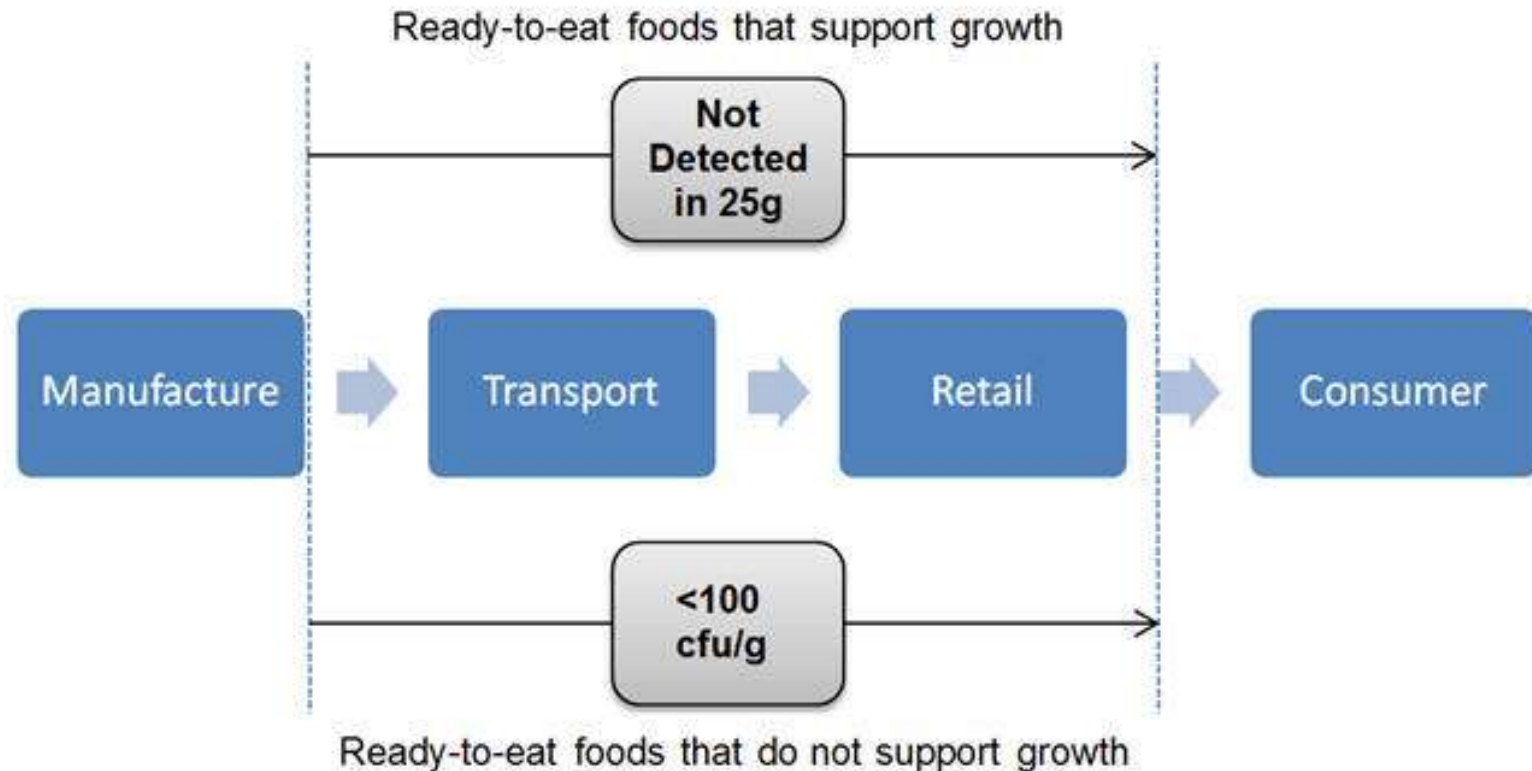 Ready-to-eat foods that support growth
Not
Detected
in 25g
Manufacture
Transport
Retail
Consumer
<100
cfu/g
Ready-to-eat foods that do not support growth